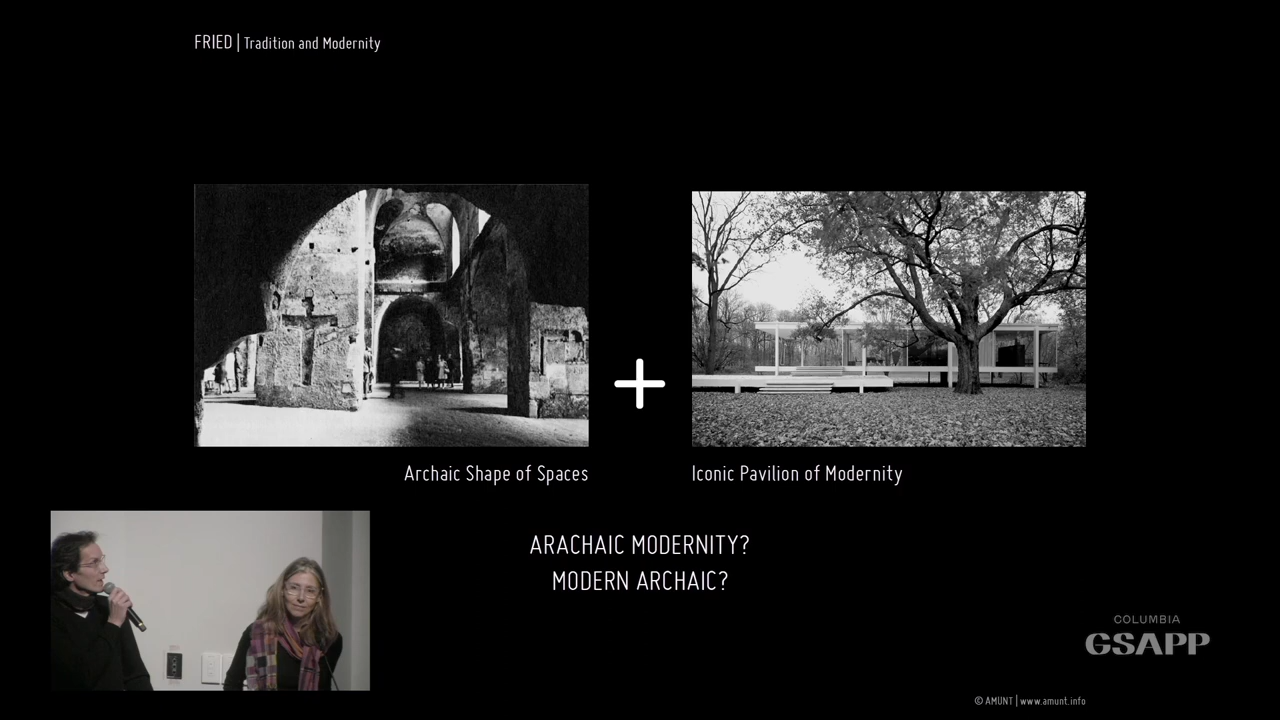 FRIED | Tradition and Modernity
Archaic Shape of Spaces
Iconic Pavilion of Modernity
ARACHAIC MODERNITY?
MODERN ARCHAIC?
COLUMBIA
GSAPP
© AMUNT | www.amunt.info